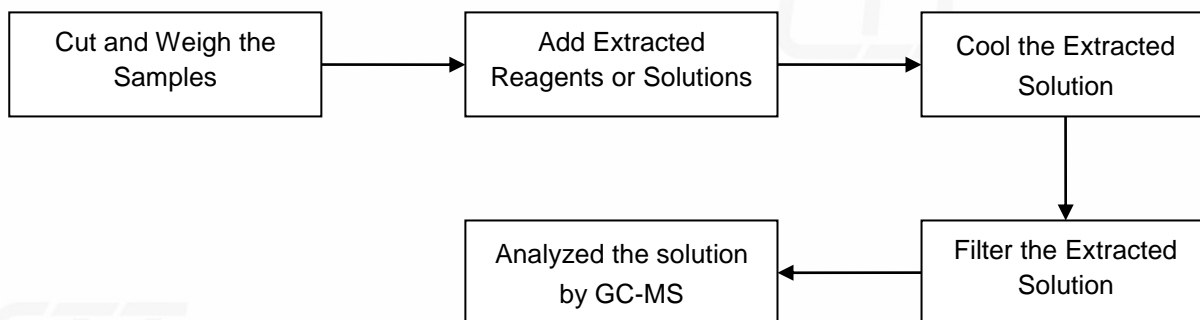 Cut and Weigh the
Samples
Add Extracted
Reagents or Solutions
Cool the Extracted
Solution
Filter the Extracted
Solution
Analyzed the solution
by GC-MS